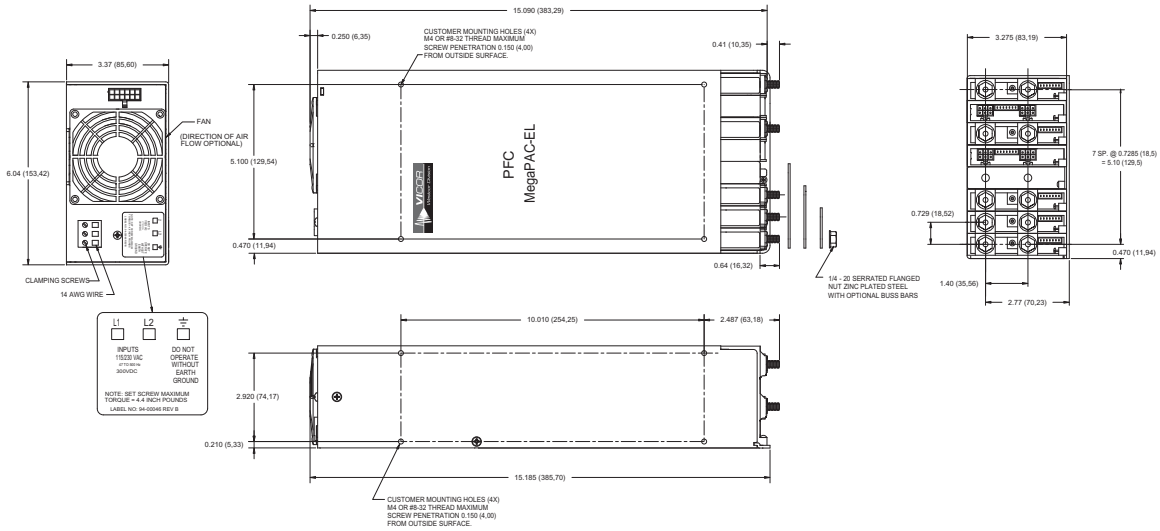 15.090 (383,29)
0.250 (6,35)
CUSTOMER MOUNTING HOLES (4X)
M4 OR #8-32 THREAD MAXIMUM
SCREW PENETRATION 0.150 (4,00)
FROM OUTSIDE SURFACE.
0.41 (10,35)
3.275 (83,19)
3.37 (85,60)
FAN
(DIRECTION OF AIR
FLOW OPTIONAL)
6.04 (153,42)
5.100 (129,54)
VICOR
PFC
MegaPAC-EL
7 SP. @ 0.7285 (18,5)
= 5.10 (129,5)
0.729 (18,52)
0.470 (11,94)
0.64 (16,32)
0.470 (11,94)
1/4 - 20 SERRATED FLANGED
NUT ZINC PLATED STEEL
WITH OPTIONAL BUSS BARS
1.40 (35,56)
2.77 (70,23)
CLAMPING SCREWS
14 AWG WIRE
L1
L2
INPUTS
115/230 VAC
300VDC
DO NOT
OPERATE
WITHOUT
EARTH
GROUND
NOTE: SET SCREW MAXIMUM
TORQUE = 4.4 INCH POUNDS
LABEL NO: 94-00046 REV B
10.010 (254,25)
2.487 (63,18)
2.920 (74,17)
0.210 (5,33)
15.185 (385,70)
CUSTOMER MOUNTING HOLES (4X)
M4 OR #8-32 THREAD MAXIMUM
SCREW PENETRATION 0.150 (4,00)
FROM OUTSIDE SURFACE.